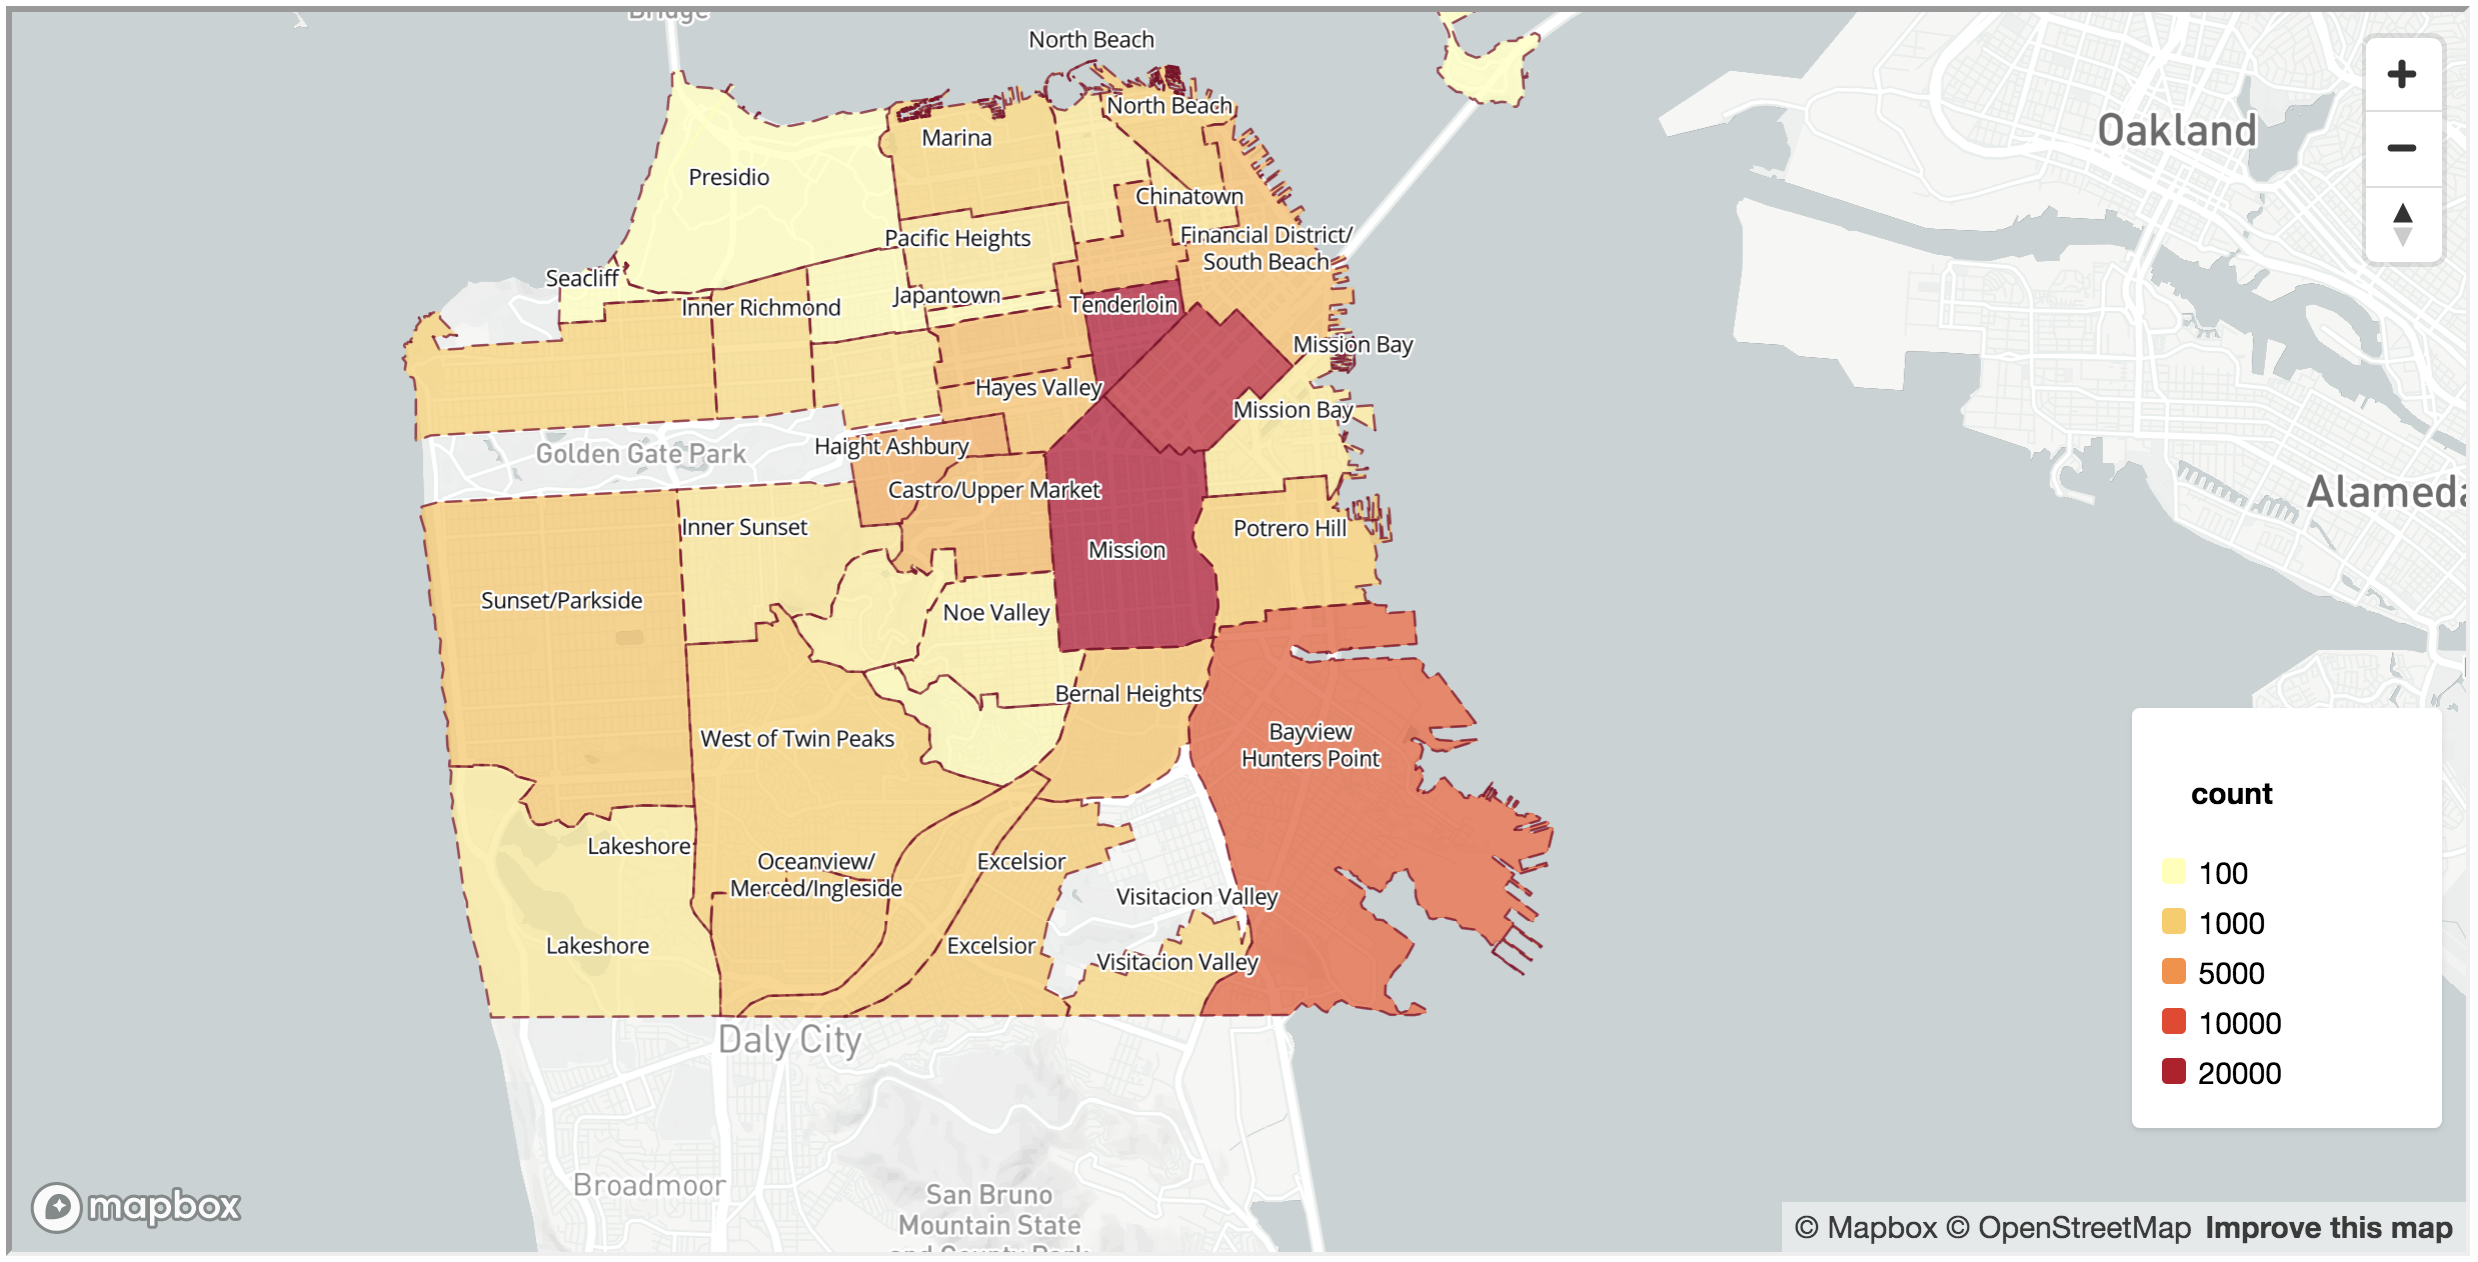 Bridge
North Beach
North Beach
Marina
Oakland
Presidio
Chinatown
Pacific Heights
Financial District/
South Beach
Seacliff
Inner Richmond
Japantown
Tenderloin
Mission Bay
Hayes Valley
Mission Bay
Haight Ashbury
Golden Gate Park
Castro/Upper Market
Alameda
Inner Sunset
Potrero Hill
Mission
Sunset/Parkside
Noe Valley
Bernal Heights
West of Twin Peaks
Bayview
Hunters Point
Lakeshore
Oceanview/
Merced/Ingleside
Excelsior
Visitacion Valley
Lakeshore
Excelsior
Visitacion Valley
Daly City
Broadmoor
San Bruno
Mountain State
and County Park
count
100
1000
5000
10000
20000
mapbox
© Mapbox © OpenStreetMap Improve this map